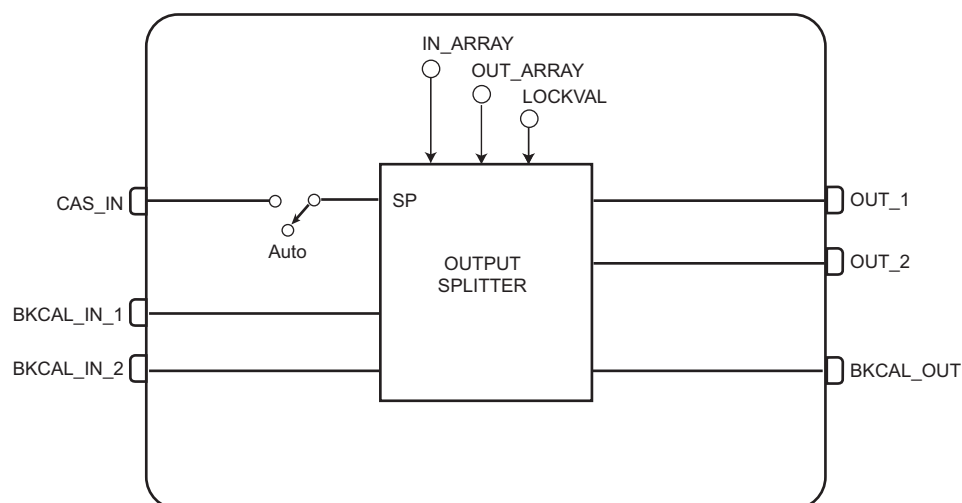 IN_ARRAY
OUT_ARRAY
LOCKVAL
CAS_IN
SP
OUT_1
Auto
OUTPUT
SPLITTER
OUT_2
BKCAL_IN_1
BKCAL_IN_2
BKCAL_OUT